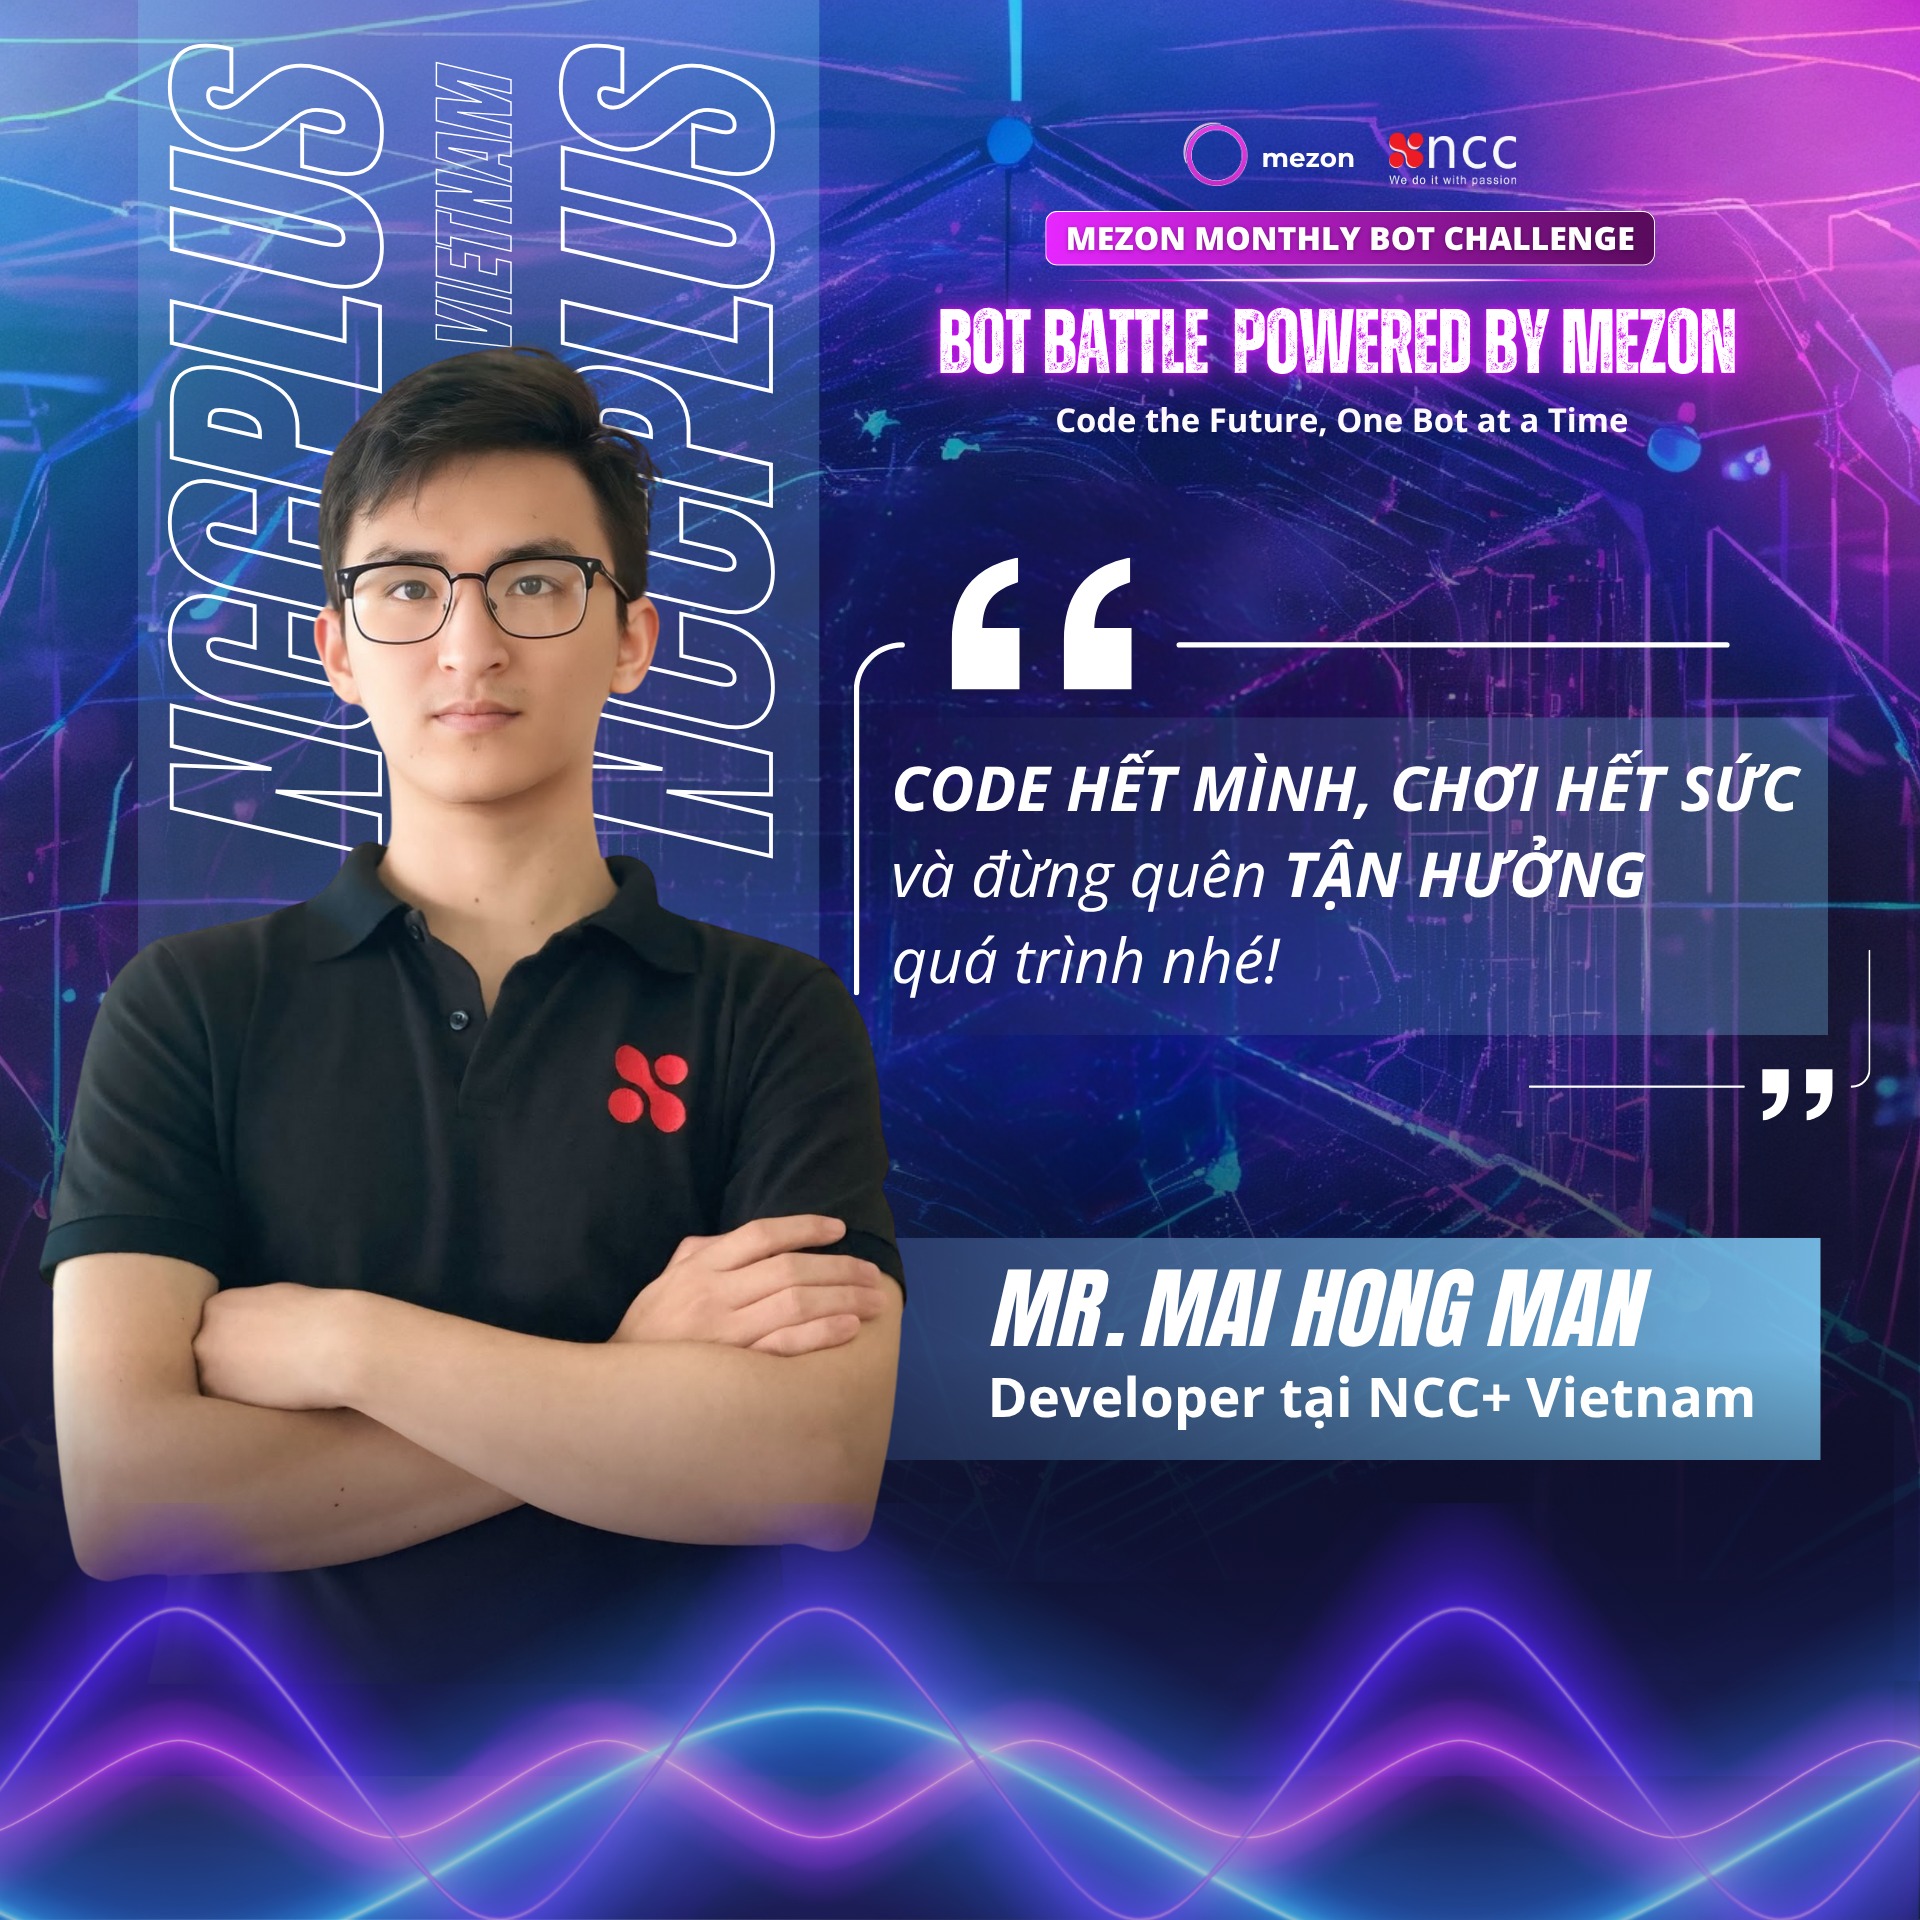 NCCPLUS
VIETNAM
NCCPLUS
mezon
ncc
We do it with passion
MEZON MONTHLY BOT CHALLENGE
BOT BATTLE POWERED BY MEZON
Code the Future, One Bot at a Time
“
CODE HẾT MÌNH, CHƠI HẾT SỨC
và đừng quên TẬN HƯỞNG
quá trình nhé!
”
MR. MAI HONG MAN
Developer tại NCC+ Vietnam